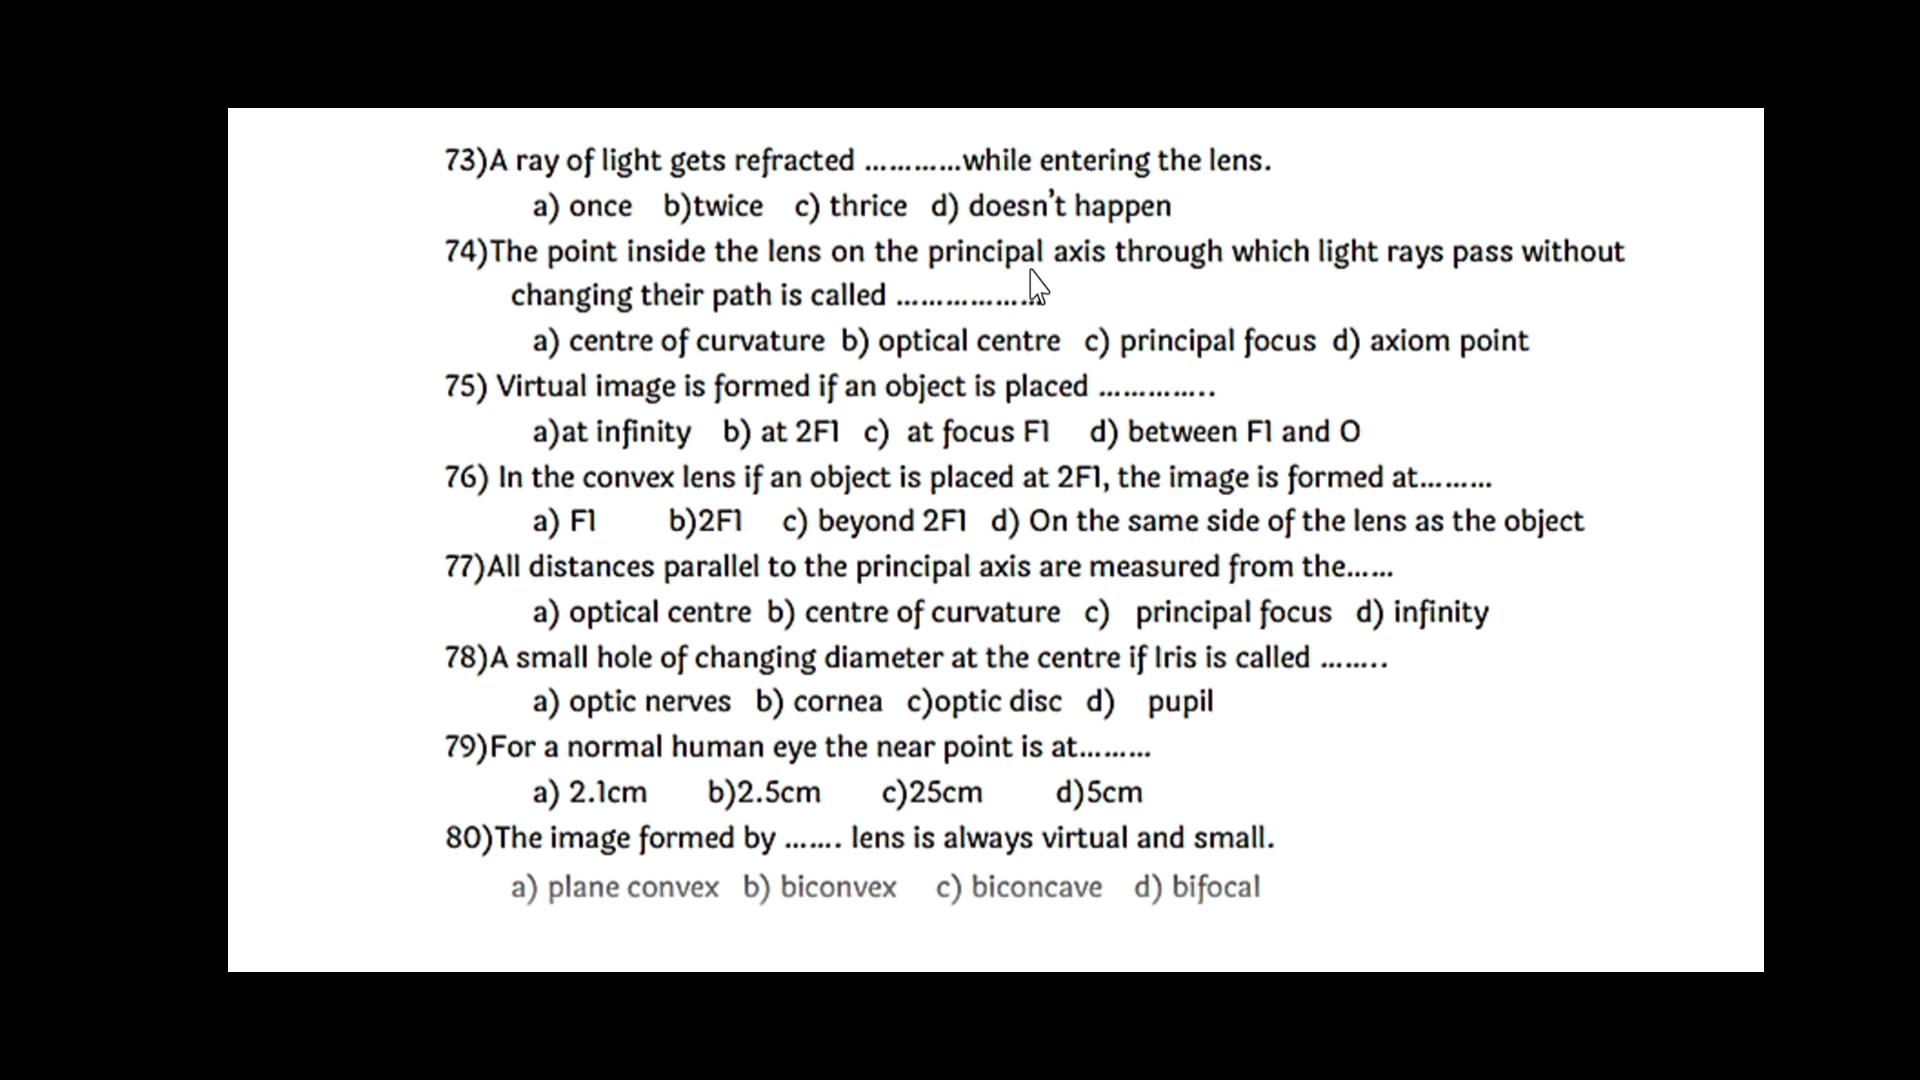 73)A ray of light gets refracted …………while entering the lens.
a) once b)twice c) thrice d) doesn't happen
74)The point inside the lens on the principal axis through which light rays pass without
changing their path is called ………………
a) centre of curvature b) optical centre c) principal focus d) axiom point
75) Virtual image is formed if an object is placed …………..
a)at infinity b) at 2F1 c) at focus F1 d) between F1 and O
76) In the convex lens if an object is placed at 2F1, the image is formed at………
a) F1 b)2F1 c) beyond 2F1 d) On the same side of the lens as the object
77)All distances parallel to the principal axis are measured from the……
a) optical centre b) centre of curvature c) principal focus d) infinity
78)A small hole of changing diameter at the centre if Iris is called ……..
a) optic nerves b) cornea c)optic disc d) pupil
79)For a normal human eye the near point is at………
a) 2.1cm b)2.5cm c)25cm d)5cm
80)The image formed by ……. lens is always virtual and small.
a) plane convex b) biconvex c) biconcave d) bifocal